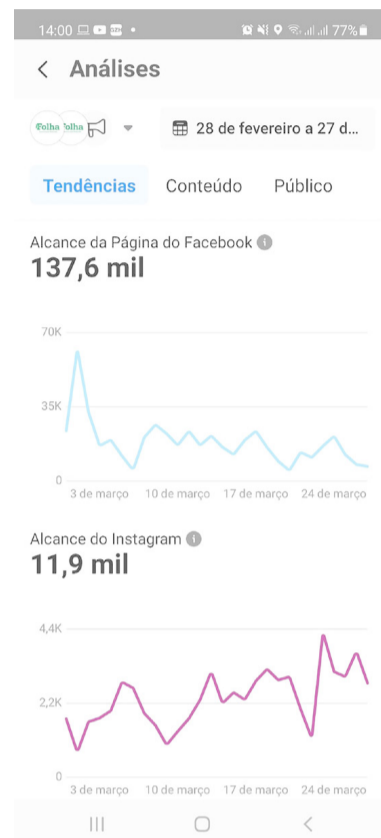 14:00
77%
Análises
Folha
Folha
28 de fevereiro a 27 d...
Tendências Conteúdo Público
Alcance da Página do Facebook
137,6 mil
70K
35K
0
3 de março 10 de março 17 de março 24 de março
Alcance do Instagram
11,9 mil
4,4K
2,2K
0
3 de março 10 de março 17 de março 24 de março